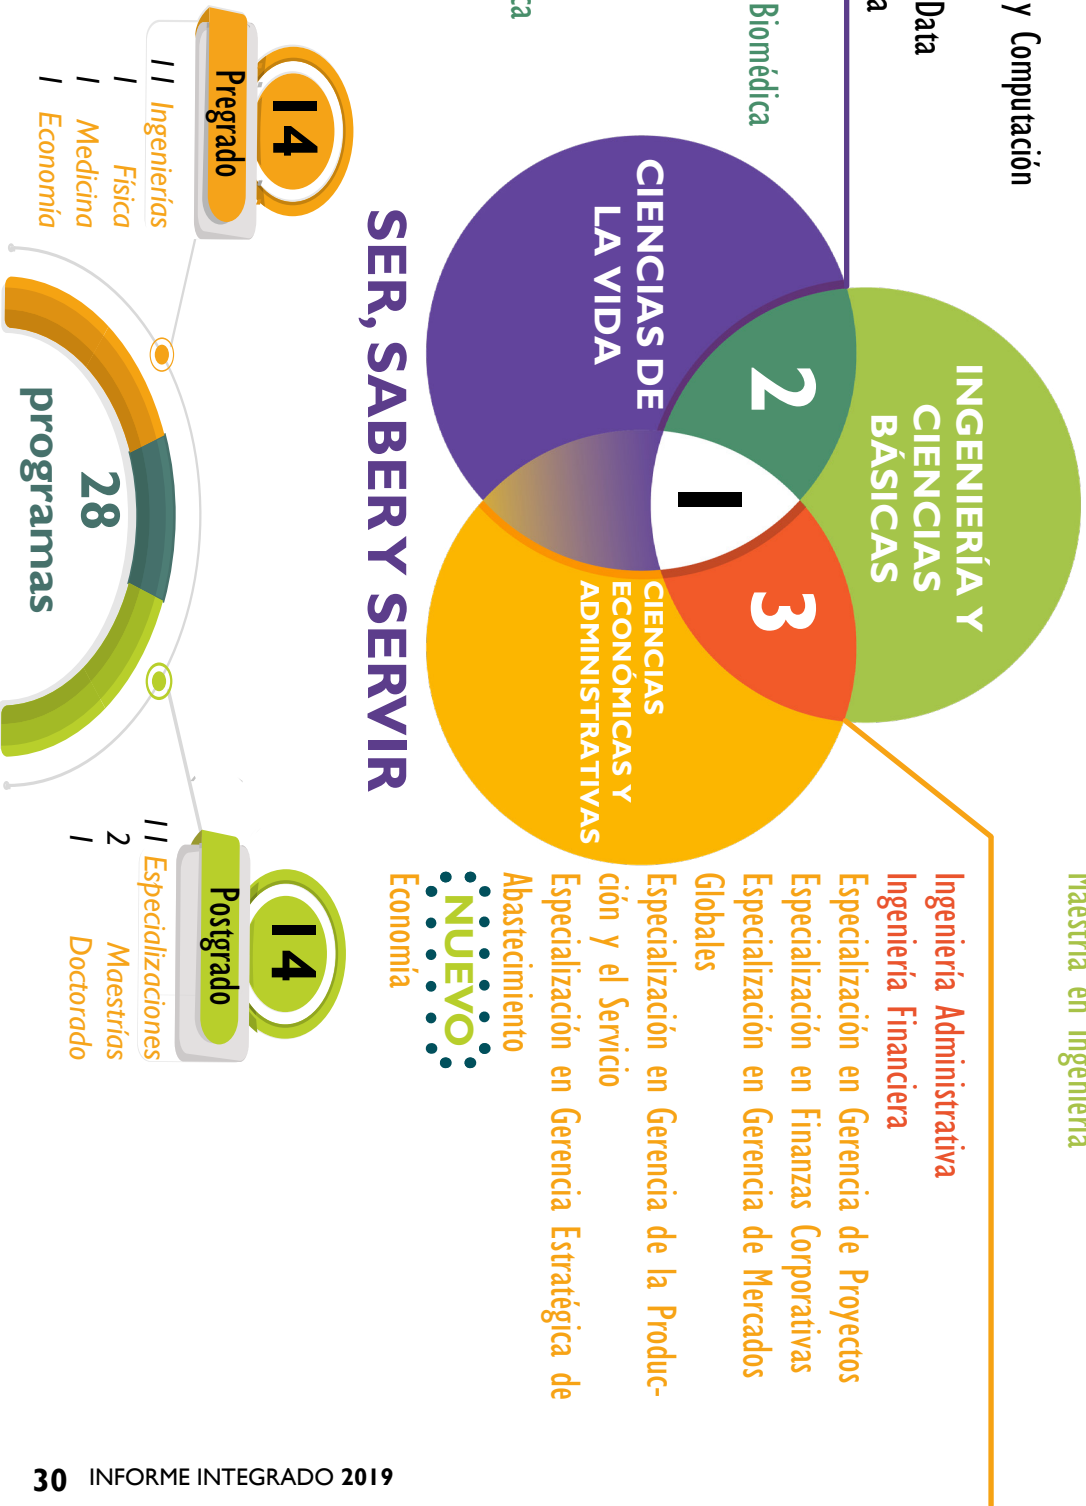 y Computación
Data
a
Biomédica
ca
INGENIERÍA Y
CIENCIAS
BÁSICAS
2
3
1
CIENCIAS DE
LA VIDA
CIENCIAS
ECONÓMICAS Y
ADMINISTRATIVAS
SER, SABER Y SERVIR
Maestría en Ingeniería
Ingeniería Administrativa
Ingeniería Financiera
Especialización en Gerencia de Proyectos
Especialización en Finanzas Corporativas
Especialización en Gerencia de Mercados
Globales
Especialización en Gerencia de la Produc-
ción y el Servicio
Especialización en Gerencia Estratégica de
Abastecimiento
NUEVO
Economía
14
Pregrado
11 Ingenierías
1 Física
1 Medicina
1 Economía
28
programas
14
Postgrado
11 Especializaciones
2 Maestrías
1 Doctorado
30 INFORME INTEGRADO 2019